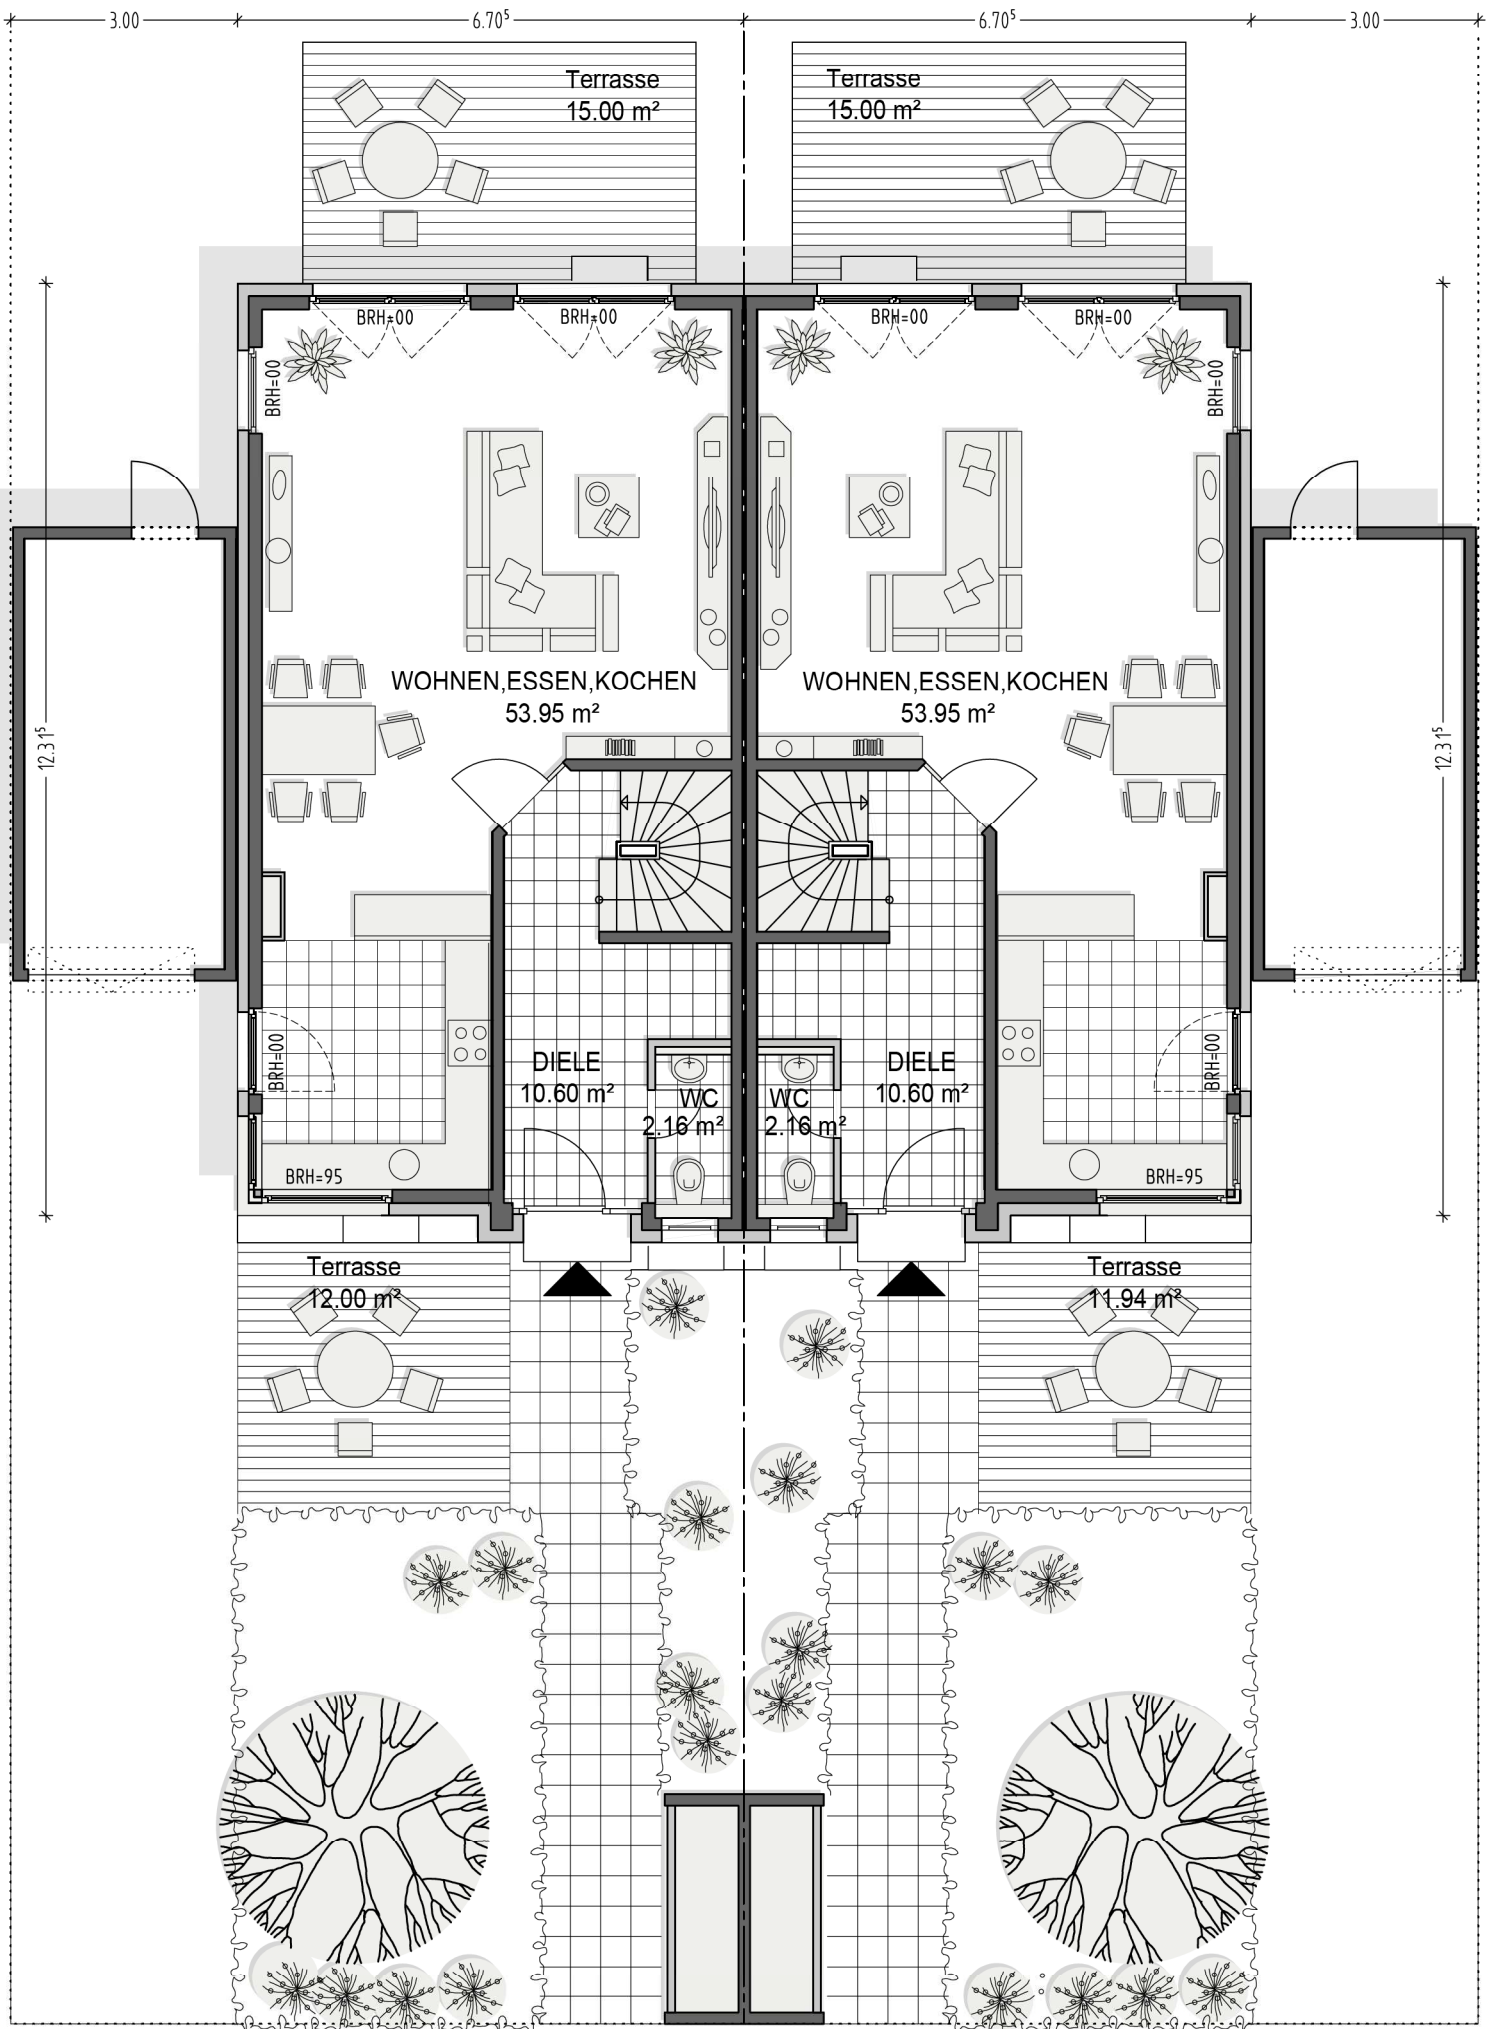 3.00 6.70⁵ 6.70⁵ 3.00
Terrasse
15.00 m²
Terrasse
15.00 m²
BRH=00 BRH=00 BRH=00 BRH=00
BRH=00
BRH=00
WOHNEN,ESSEN,KOCHEN
53.95 m²
WOHNEN,ESSEN,KOCHEN
53.95 m²
12.31⁵
12.31⁵
BRH=00
DIELE
10.60 m²
WC
2.16 m²
WC
2.16 m²
DIELE
10.60 m²
BRH=00
BRH=95
BRH=95
Terrasse
12.00 m²
Terrasse
11.94 m²